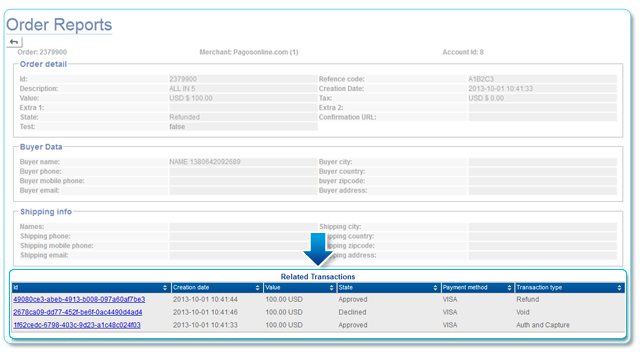 Order Reports
Order: 2379900 Merchant: Pagosonline.com (1) Account Id: 8
Order detail
Id: 2379900 Refence code: A1B2C3
Description: ALL IN 5 Creation Date: 2013-10-01 10:41:33
Value: USD $ 100.00 Tax: USD $ 0.00
Extra 1: Extra 2:
State: Refunded Confirmation URL:
Test: false
Buyer Data
Buyer name: NAME 1380642092689 Buyer city:
Buyer phone: Buyer country:
Buyer mobile phone: buyer zipcode:
Buyer email: Buyer address:
Shipping info
Names: Shipping city:
Shipping phone: Shipping country:
Shipping mobile phone: Shipping zipcode:
Shipping email: Shipping address:
Related Transactions
Id Creation date Value State Payment method Transaction type
49080ce3-abeb-4913-b008-097a60af7be3 2013-10-01 10:41:44 100.00 USD Approved VISA Refund
2678ca09-dd77-452f-be6f-0ac4490d4ad4 2013-10-01 10:41:46 100.00 USD Declined VISA Void
1f62cedc-6798-403c-9d23-a1c48c024f03 2013-10-01 10:41:33 100.00 USD Approved VISA Auth and Capture